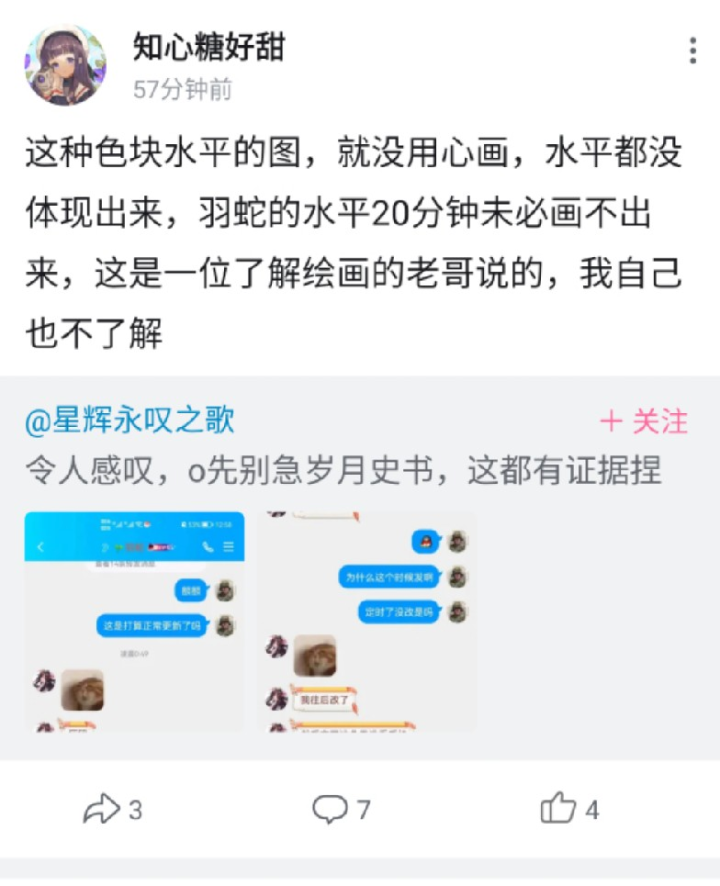 知心糖好甜
57分钟前
这种色块水平的图，就没用心画，水平都没
体现出来，羽蛇的水平20分钟未必画不出
来，这是一位了解绘画的老哥说的，我自己
也不了解
@星辉永叹之歌
+ 关注
令人感叹，o先别急岁月史书，这都有证据捏
这是打算正常更新了吗
为什么这个时候发啊
定时了没改是吗
我往后改了
3
7
4